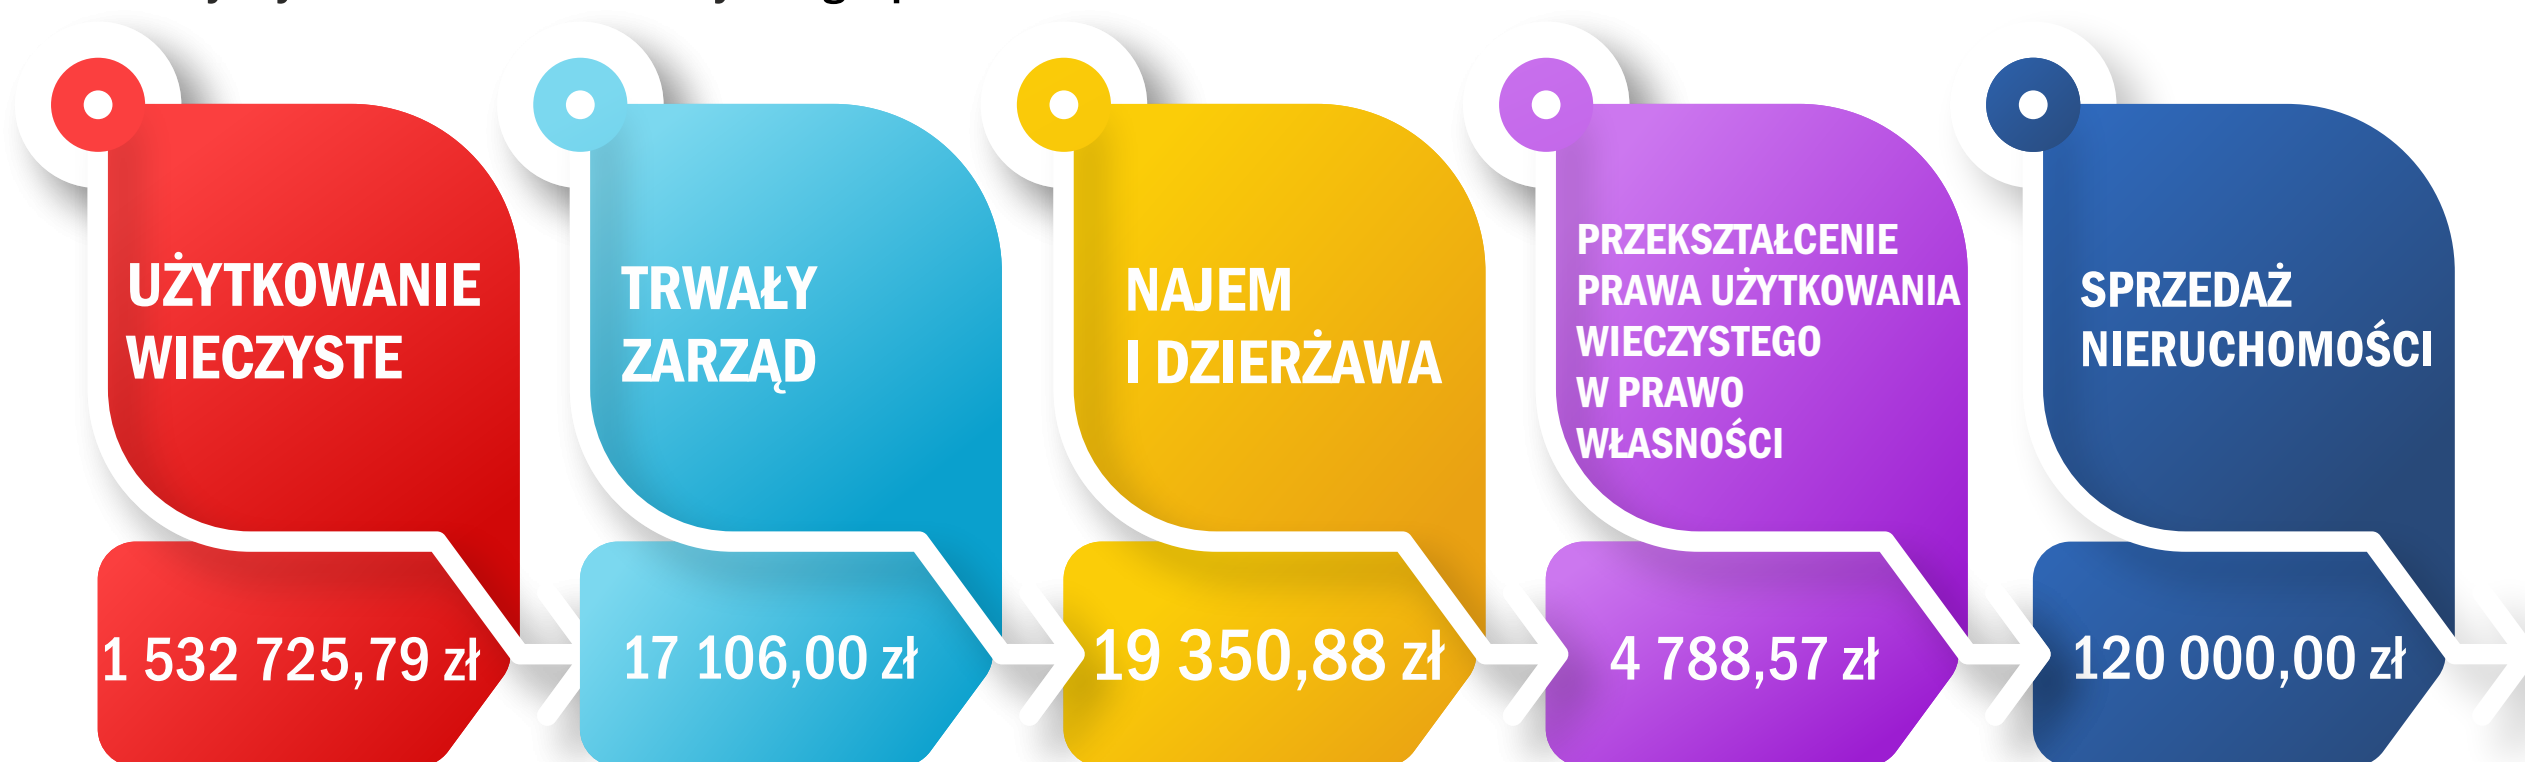 UŻYTKOWANIE
WIECZYSTE
1 532 725,79 zł
TRWAŁY
ZARZĄD
17 106,00 zł
NAJEM
I DZIERŻAWA
19 350,88 zł
PRZEKSZTAŁCENIE
PRAWA UŻYTKOWANIA
WIECZYSTEGO
W PRAWO
WŁASNOŚCI
4 788,57 zł
SPRZEDAŻ
NIERUCHOMOŚCI
120 000,00 zł